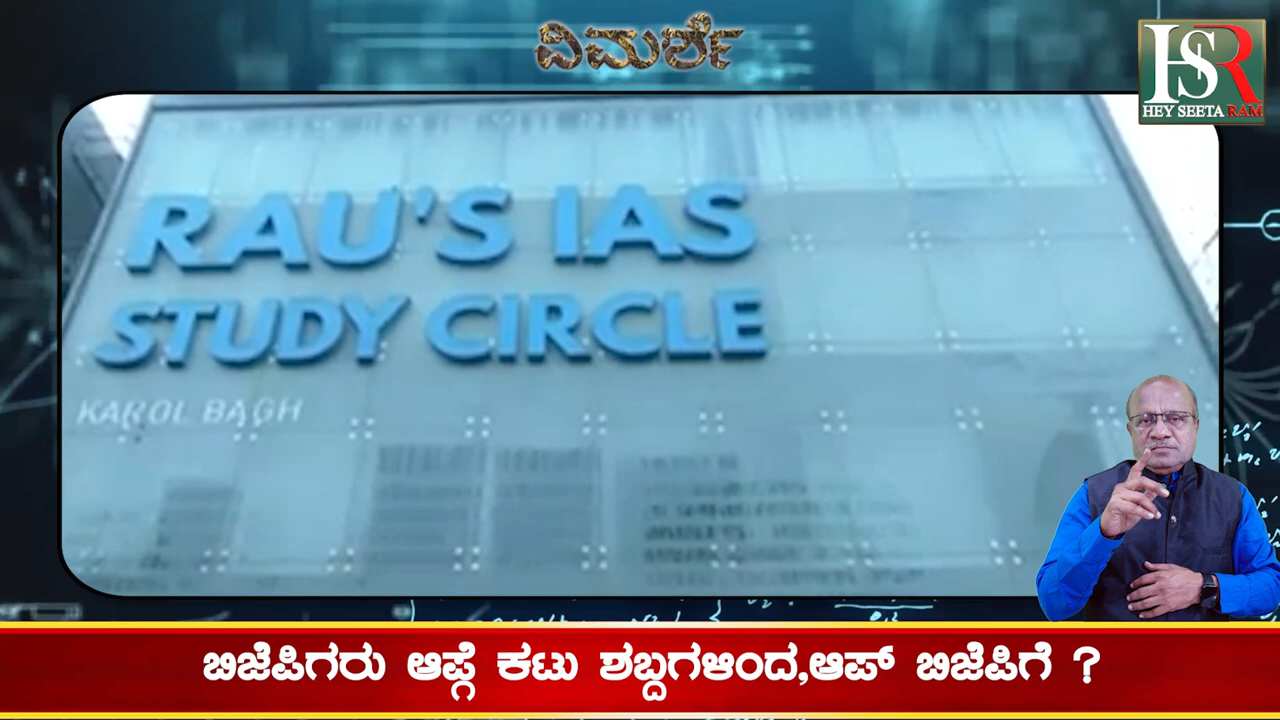 ವಿಮರ್ಶೆ
HSR
HEY SEETA RAM
RAU'S IAS
STUDY CIRCLE
KAROL BAGH
ಬಿಜೆಪಿಗರು ಆಪ್ಗೆ ಕಟು ಶಬ್ದಗಳಿಂದ,ಆಪ್ ಬಿಜೆಪಿಗೆ ?